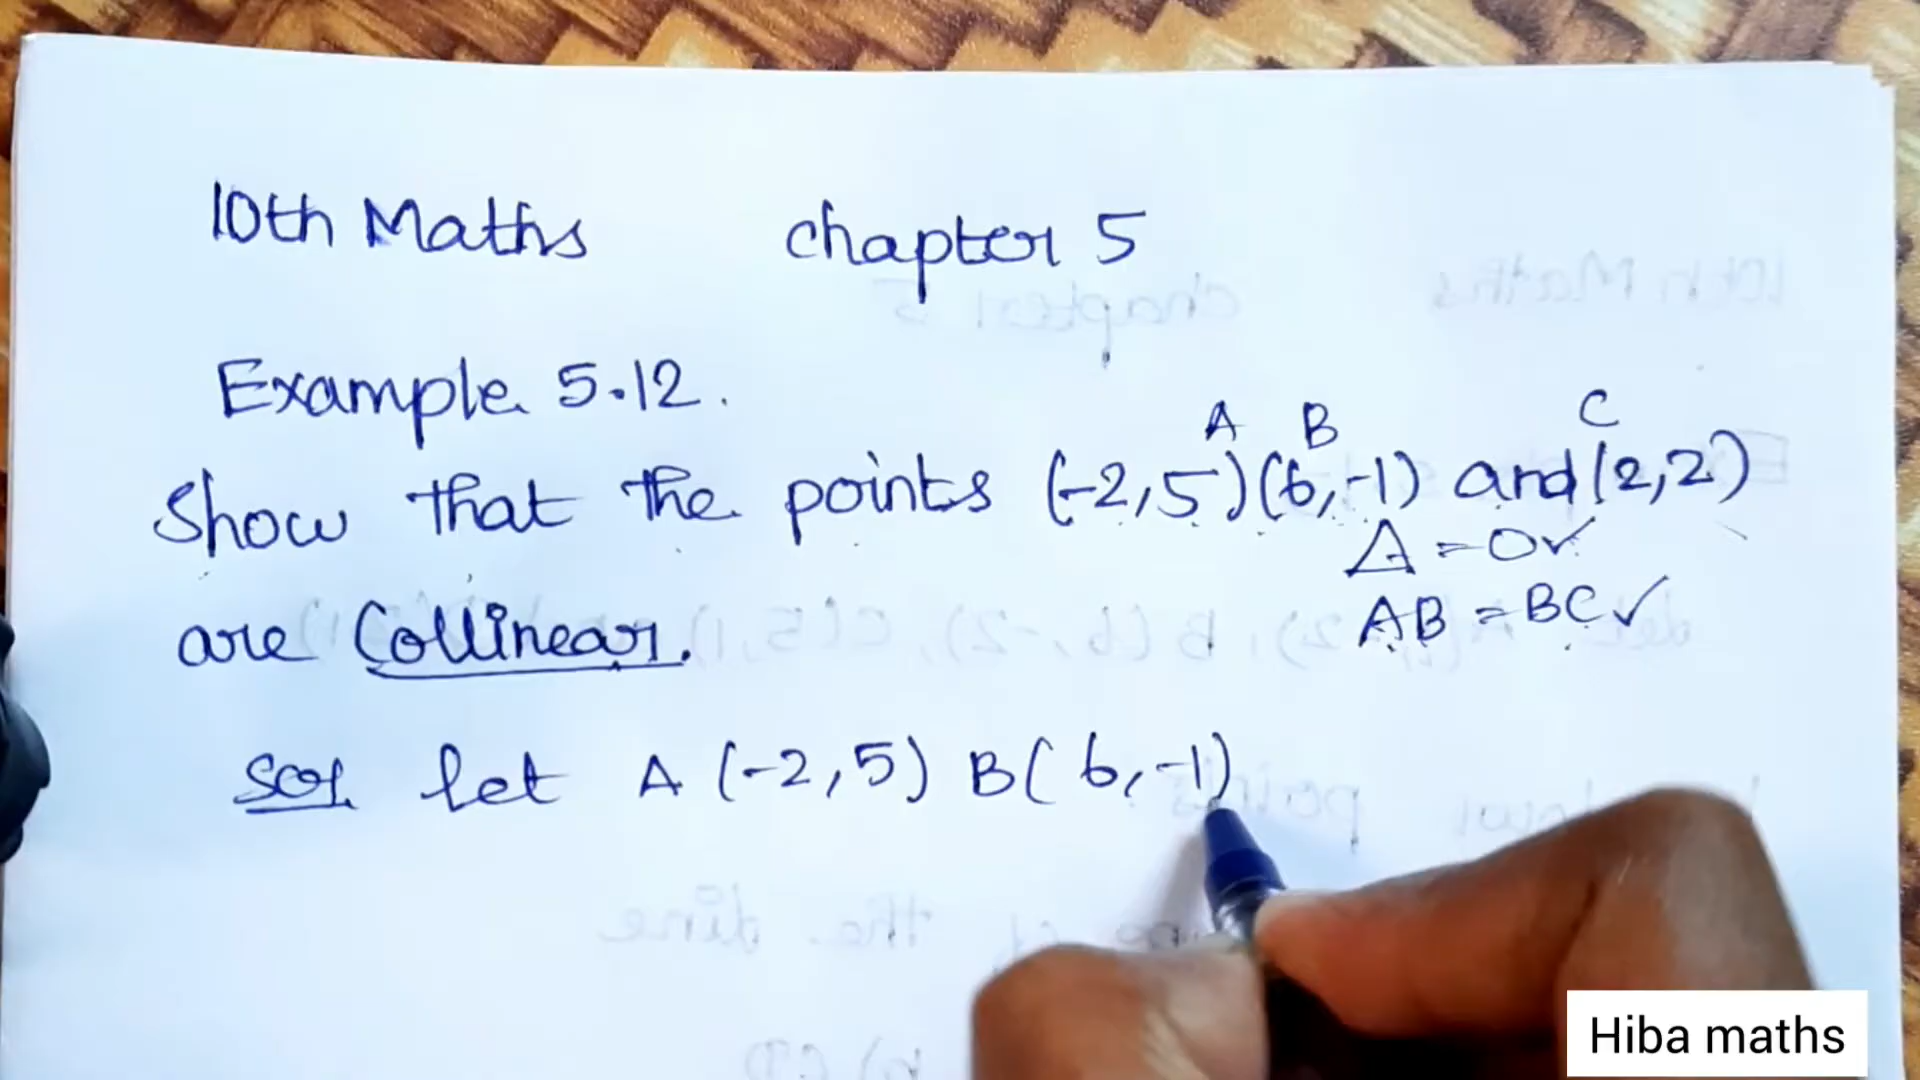 10th Maths chapter 5
Example 5.12.
A B C
Show that the points (-2,5)(6,-1) and (2,2)
Δ = 0✓
are Collinear.
AB = BC✓
Sol. let A (-2,5) B( 6,-1)
Hiba maths